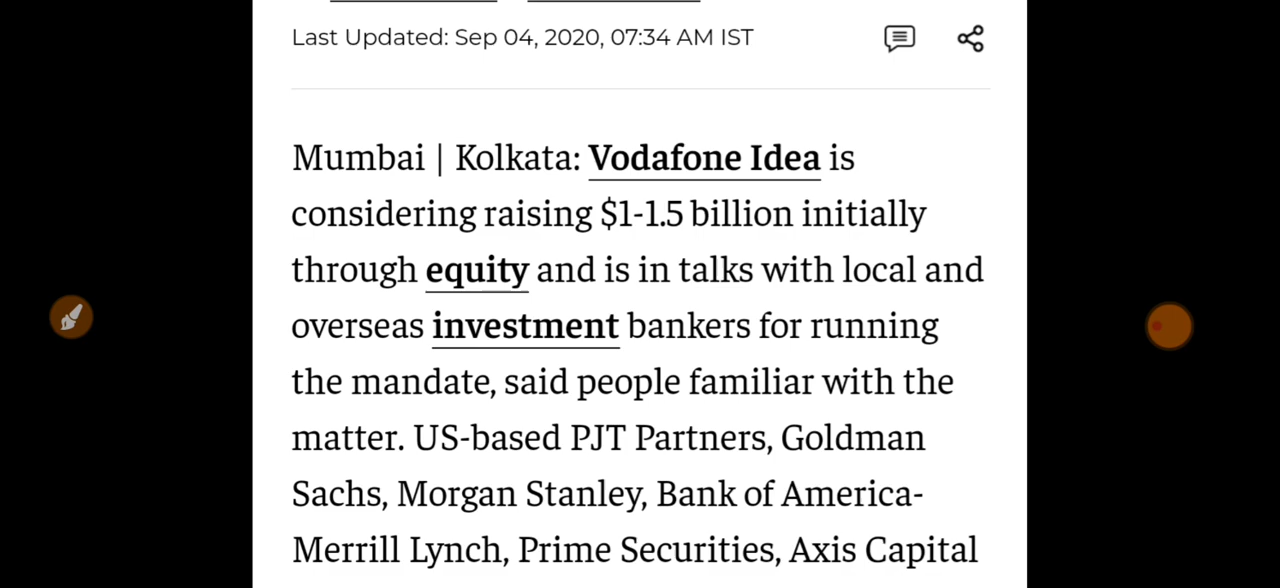 Last Updated: Sep 04, 2020, 07:34 AM IST
Mumbai | Kolkata: Vodafone Idea is
considering raising $1-1.5 billion initially
through equity and is in talks with local and
overseas investment bankers for running
the mandate, said people familiar with the
matter. US-based PJT Partners, Goldman
Sachs, Morgan Stanley, Bank of America-
Merrill Lynch, Prime Securities, Axis Capital